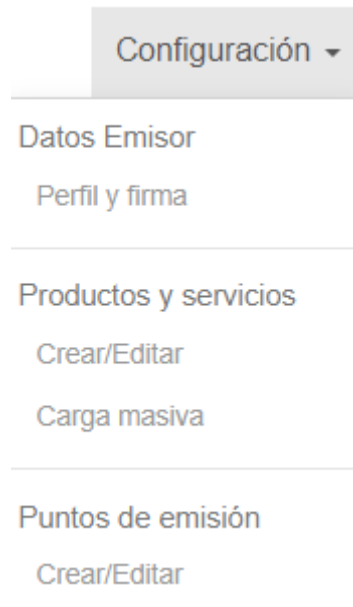 Configuración
Datos Emisor
Perfil y firma
Productos y servicios
Crear/Editar
Carga masiva
Puntos de emisión
Crear/Editar